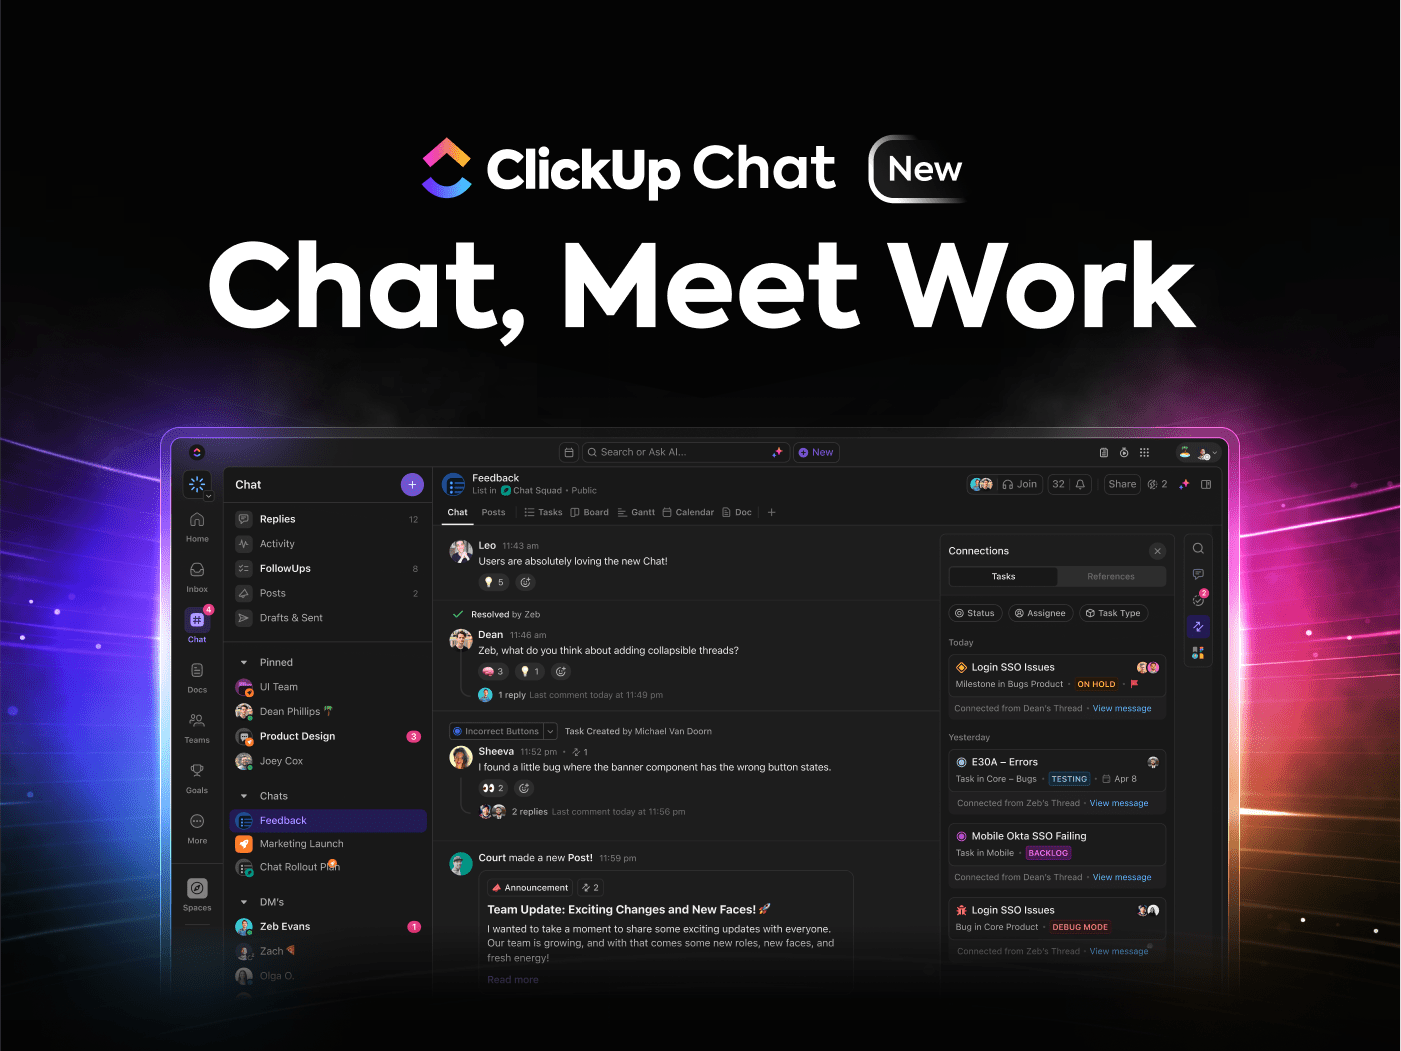 ClickUp Chat New
Chat, Meet Work
Search or Ask AI...
New
Chat
Replies 12
Activity
FollowUps 8
Posts 2
Drafts & Sent
Pinned
UI Team
Dean Phillips
Product Design 3
Joey Cox
Chats
Feedback
Marketing Launch
Chat Rollout Plan
DM's
Zeb Evans 1
Zach
Olga O.
Home
Inbox
4
Chat
Docs
Teams
Goals
More
Spaces
Feedback
List in Chat Squad • Public
Join
32
Share
2
Chat Posts Tasks Board Gantt Calendar Doc
Leo 11:43 am
Users are absolutely loving the new Chat!
5
Resolved by Zeb
Dean 11:46 am
Zeb, what do you think about adding collapsible threads?
3 1
1 reply Last comment today at 11:49 pm
Incorrect Buttons Task Created by Michael Van Doorn
Sheeva 11:52 pm • 1
I found a little bug where the banner component has the wrong button states.
2
2 replies Last comment today at 11:56 pm
Court made a new Post! 11:59 pm
Announcement 2
Team Update: Exciting Changes and New Faces!
I wanted to take a moment to share some exciting updates with everyone.
Our team is growing, and with that comes some new roles, new faces, and
fresh energy!
Read more
Connections
Tasks References
Status Assignee Task Type
Today
Login SSO Issues
Milestone in Bugs Product • ON HOLD •
Connected from Dean's Thread • View message
Yesterday
E30A – Errors
Task in Core – Bugs • TESTING • Apr 8
Connected from Zeb's Thread • View message
Mobile Okta SSO Failing
Task in Mobile • BACKLOG
Connected from Dean's Thread • View message
Login SSO Issues
Bug in Core Product • DEBUG MODE
Connected from Zeb's Thread • View message
2